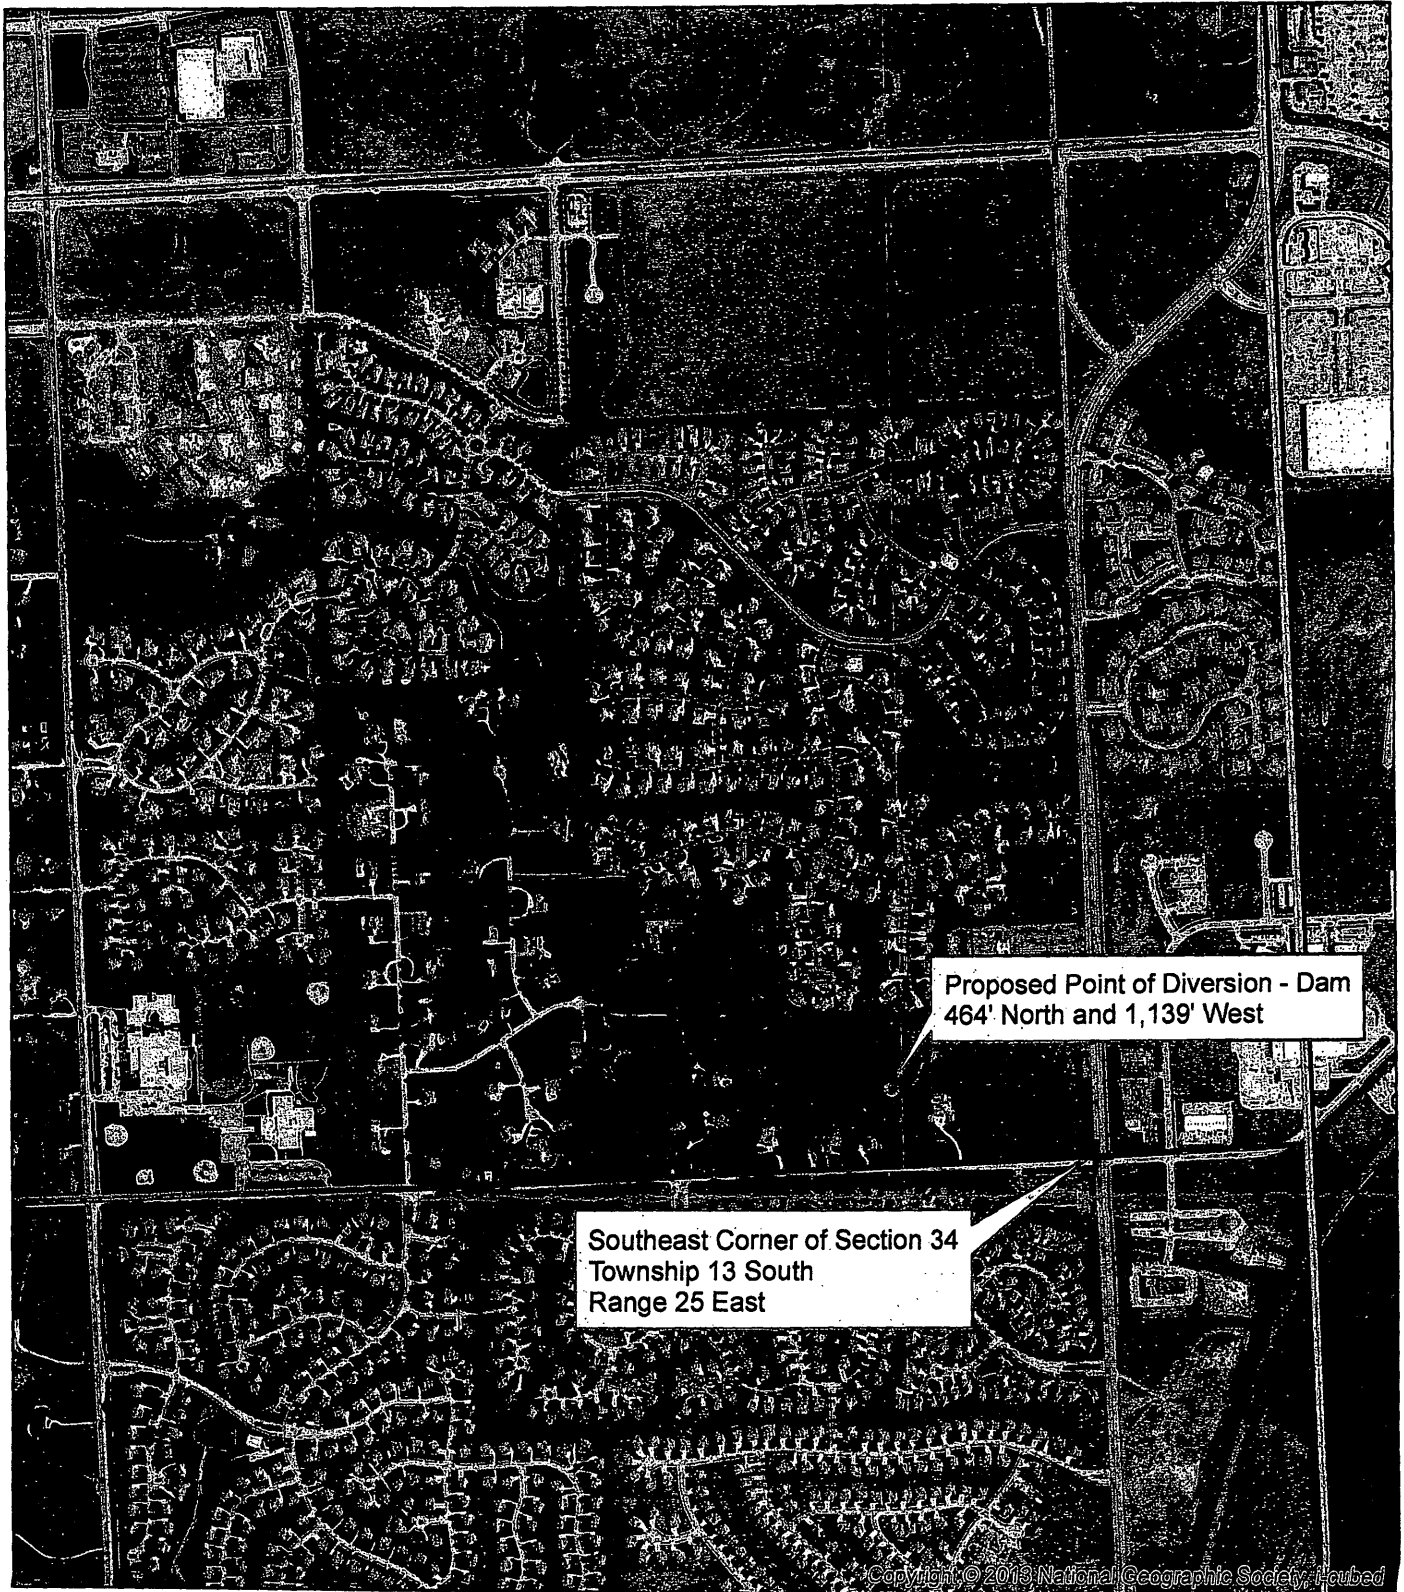 Proposed Point of Diversion - Dam
464' North and 1,139' West
Southeast Corner of Section 34
Township 13 South
Range 25 East
Copyright:© 2013 National Geographic Society, i-cubed